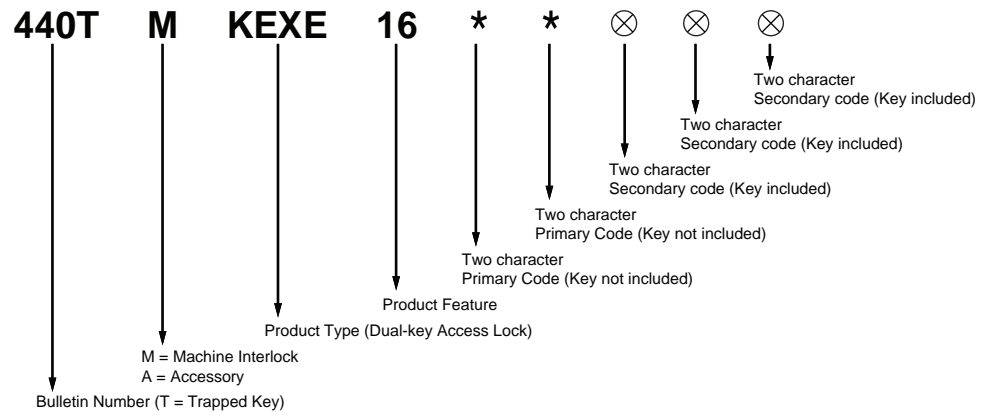 440T M KEXE 16 * * ⊗ ⊗ ⊗
Two character
Secondary code (Key included)
Two character
Secondary code (Key included)
Two character
Secondary code (Key included)
Two character
Primary Code (Key not included)
Two character
Primary Code (Key not included)
Product Feature
Product Type (Dual-key Access Lock)
M = Machine Interlock
A = Accessory
Bulletin Number (T = Trapped Key)